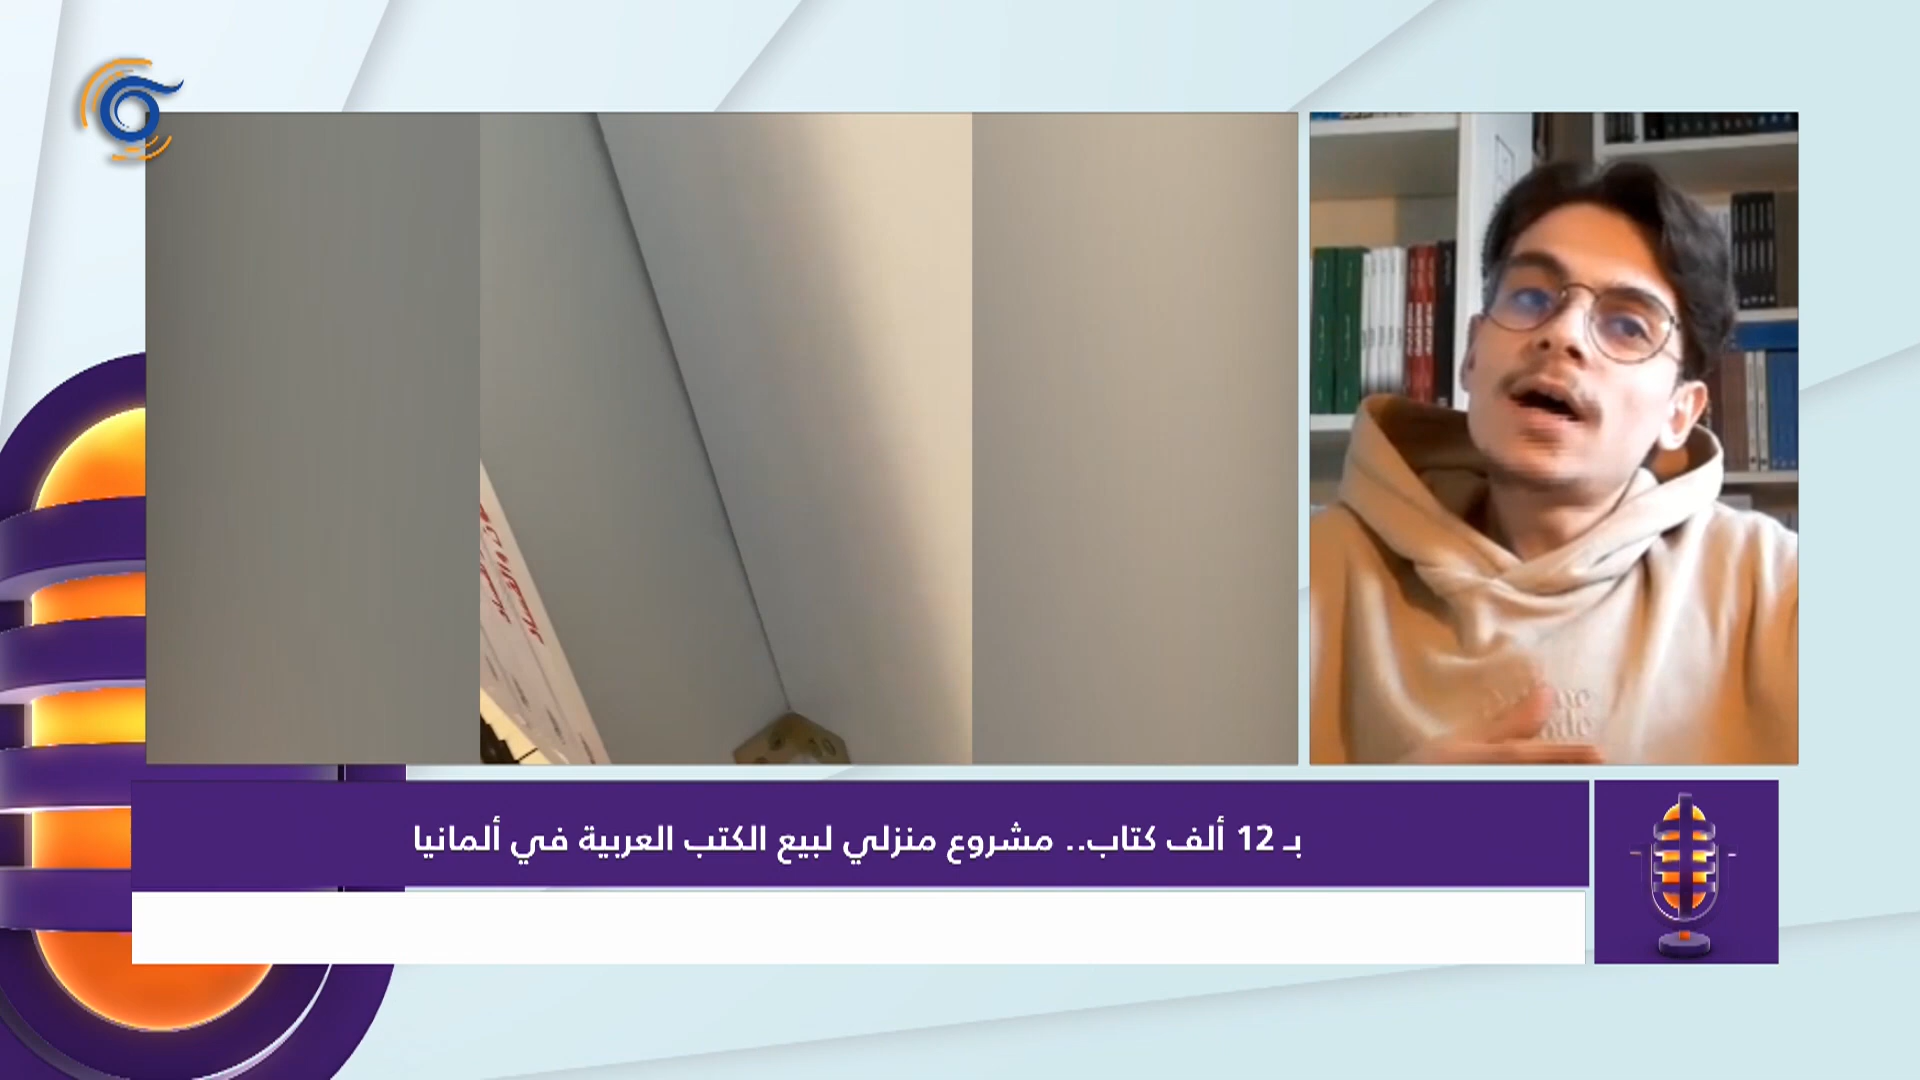 بـ 12 ألف كتاب.. مشروع منزلي لبيع الكتب العربية في ألمانيا